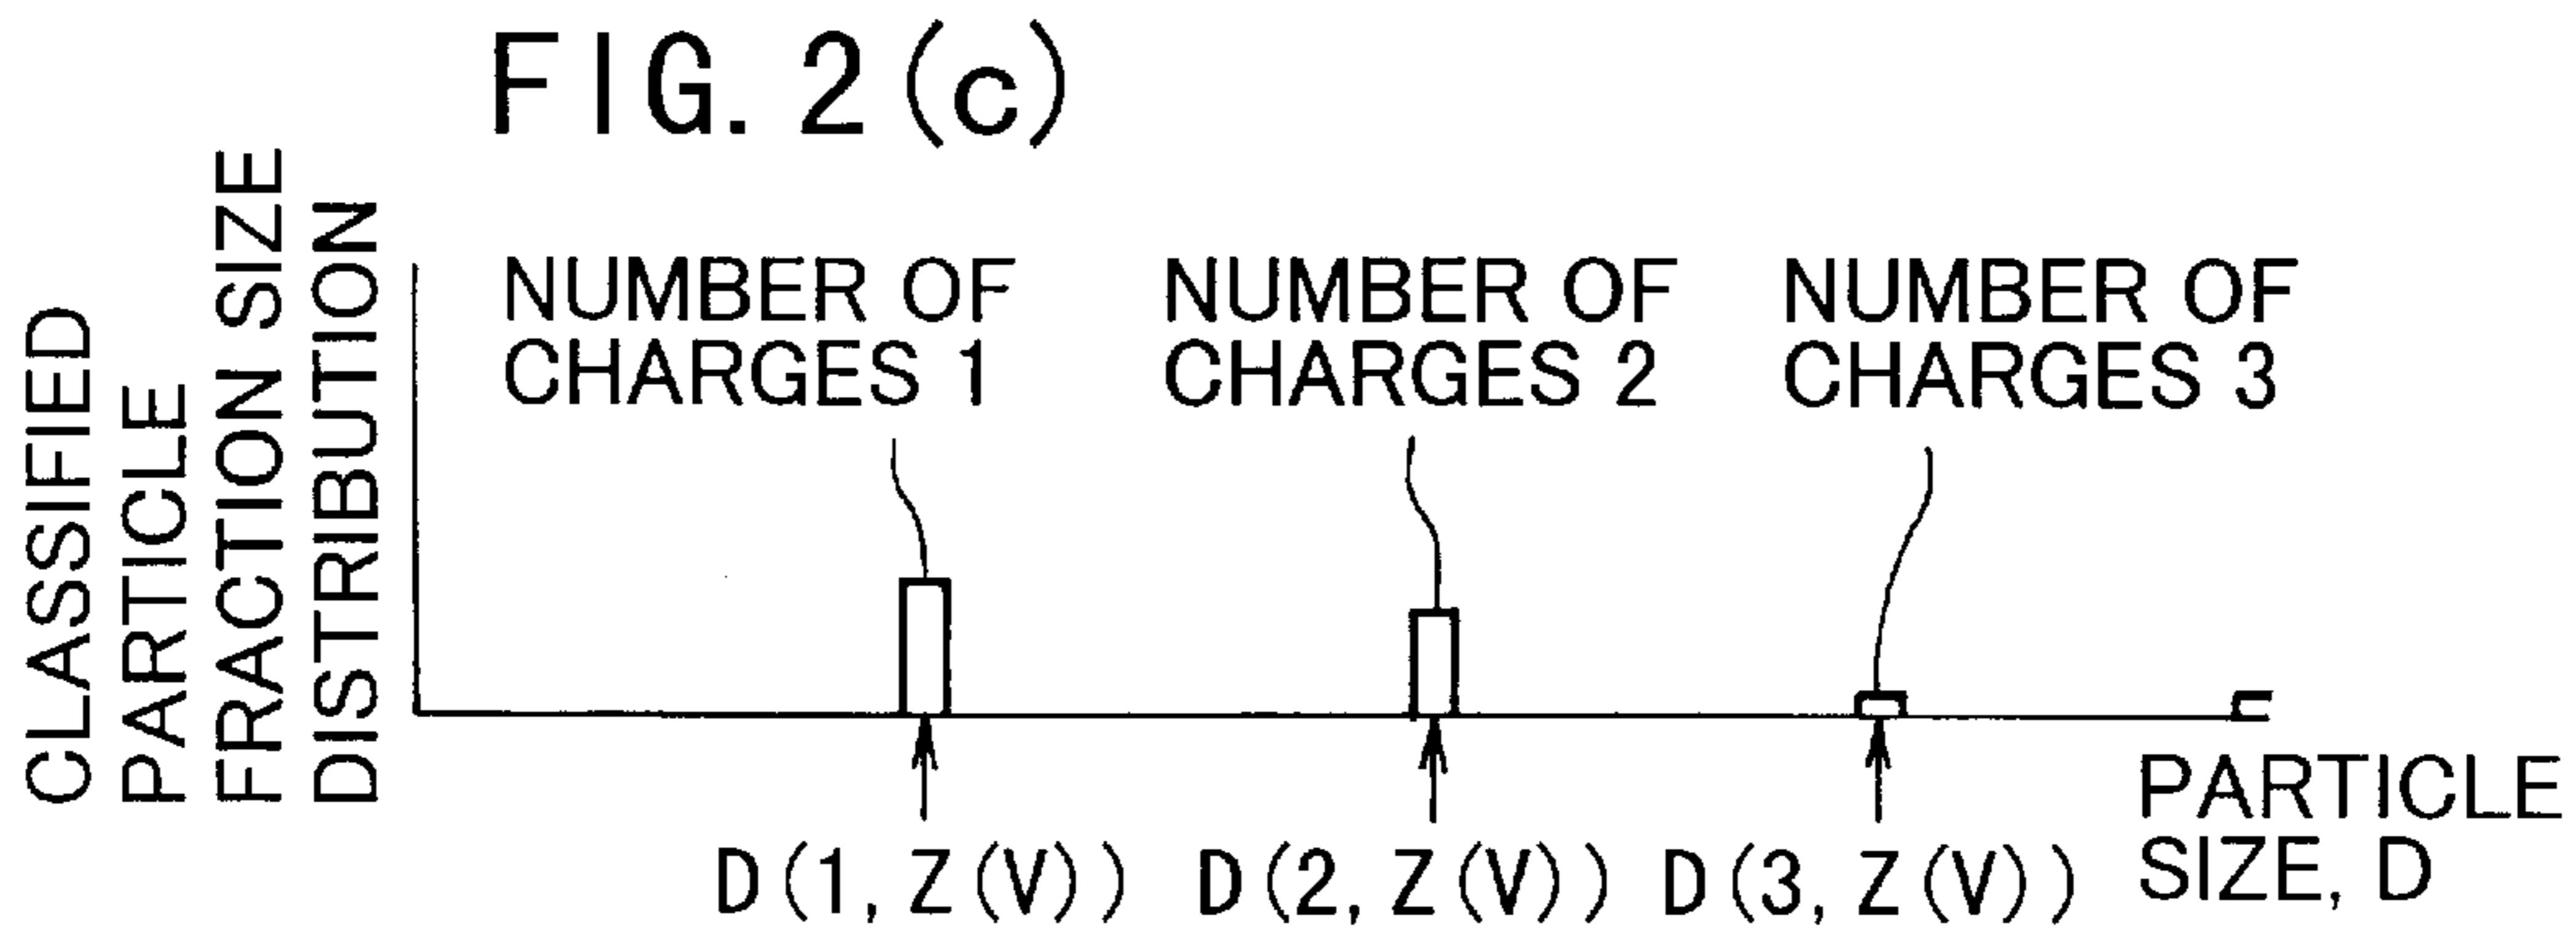 FIG. 2(c)
CLASSIFIED
PARTICLE
FRACTION SIZE
DISTRIBUTION
NUMBER OF
CHARGES 1
NUMBER OF
CHARGES 2
NUMBER OF
CHARGES 3
D(1, Z(V))
D(2, Z(V))
D(3, Z(V))
PARTICLE
SIZE, D